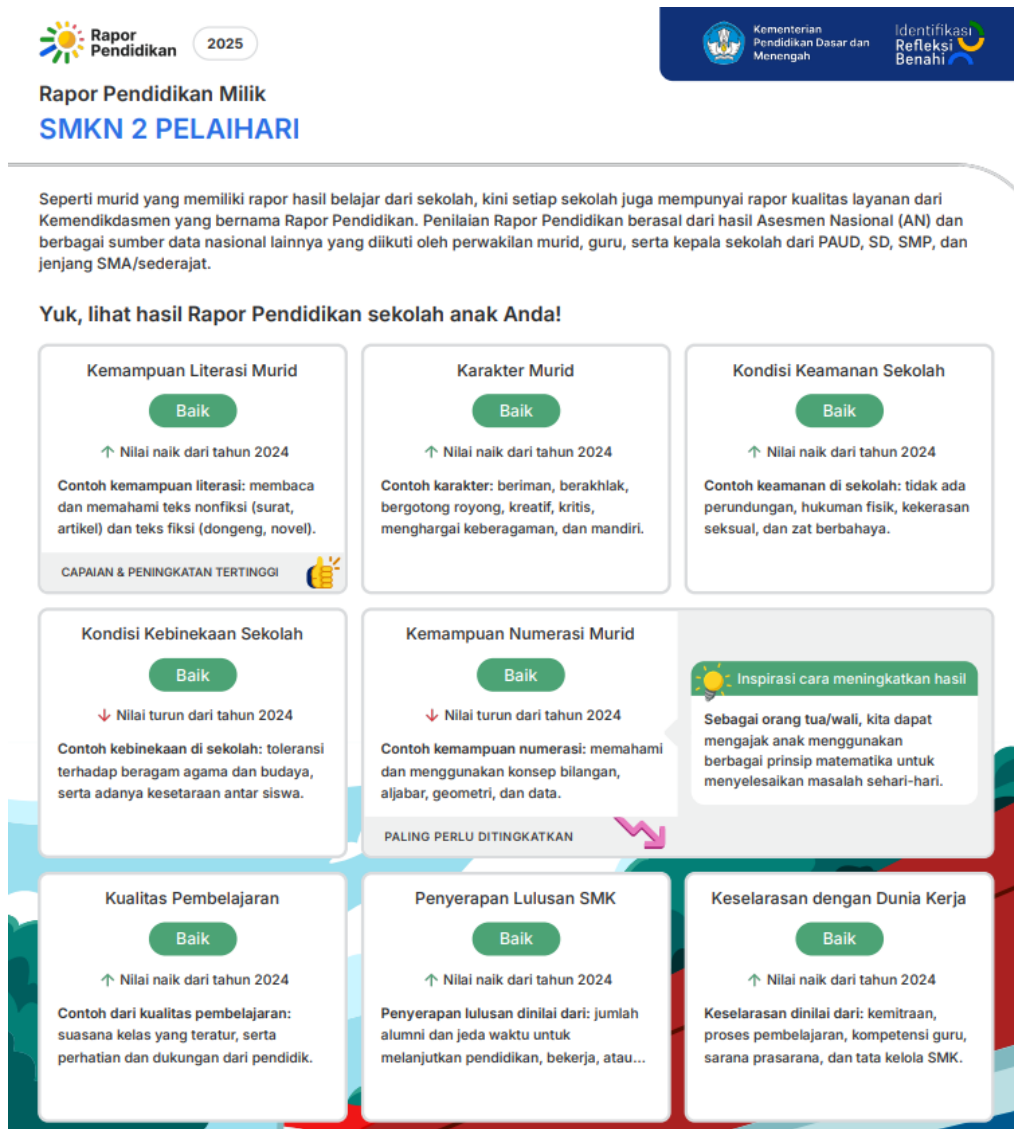 Rapor
Pendidikan
2025
Kementerian
Pendidikan Dasar dan
Menengah
Identifikasi
Refleksi
Benahi
Rapor Pendidikan Milik
SMKN 2 PELAIHARI
Seperti murid yang memiliki rapor hasil belajar dari sekolah, kini setiap sekolah juga mempunyai rapor kualitas layanan dari
Kemendikdasmen yang bernama Rapor Pendidikan. Penilaian Rapor Pendidikan berasal dari hasil Asesmen Nasional (AN) dan
berbagai sumber data nasional lainnya yang diikuti oleh perwakilan murid, guru, serta kepala sekolah dari PAUD, SD, SMP, dan
jenjang SMA/sederajat.
Yuk, lihat hasil Rapor Pendidikan sekolah anak Anda!
Kemampuan Literasi Murid
Baik
↑ Nilai naik dari tahun 2024
Contoh kemampuan literasi: membaca
dan memahami teks nonfiksi (surat,
artikel) dan teks fiksi (dongeng, novel).
CAPAIAN & PENINGKATAN TERTINGGI
Karakter Murid
Baik
↑ Nilai naik dari tahun 2024
Contoh karakter: beriman, berakhlak,
bergotong royong, kreatif, kritis,
menghargai keberagaman, dan mandiri.
Kondisi Keamanan Sekolah
Baik
↑ Nilai naik dari tahun 2024
Contoh keamanan di sekolah: tidak ada
perundungan, hukuman fisik, kekerasan
seksual, dan zat berbahaya.
Kondisi Kebinekaan Sekolah
Baik
↓ Nilai turun dari tahun 2024
Contoh kebinekaan di sekolah: toleransi
terhadap beragam agama dan budaya,
serta adanya kesetaraan antar siswa.
Kemampuan Numerasi Murid
Baik
↓ Nilai turun dari tahun 2024
Contoh kemampuan numerasi: memahami
dan menggunakan konsep bilangan,
aljabar, geometri, dan data.
PALING PERLU DITINGKATKAN
Inspirasi cara meningkatkan hasil
Sebagai orang tua/wali, kita dapat
mengajak anak menggunakan
berbagai prinsip matematika untuk
menyelesaikan masalah sehari-hari.
Kualitas Pembelajaran
Baik
↑ Nilai naik dari tahun 2024
Contoh dari kualitas pembelajaran:
suasana kelas yang teratur, serta
perhatian dan dukungan dari pendidik.
Penyerapan Lulusan SMK
Baik
↑ Nilai naik dari tahun 2024
Penyerapan lulusan dinilai dari: jumlah
alumni dan jeda waktu untuk
melanjutkan pendidikan, bekerja, atau...
Keselarasan dengan Dunia Kerja
Baik
↑ Nilai naik dari tahun 2024
Keselarasan dinilai dari: kemitraan,
proses pembelajaran, kompetensi guru,
sarana prasarana, dan tata kelola SMK.